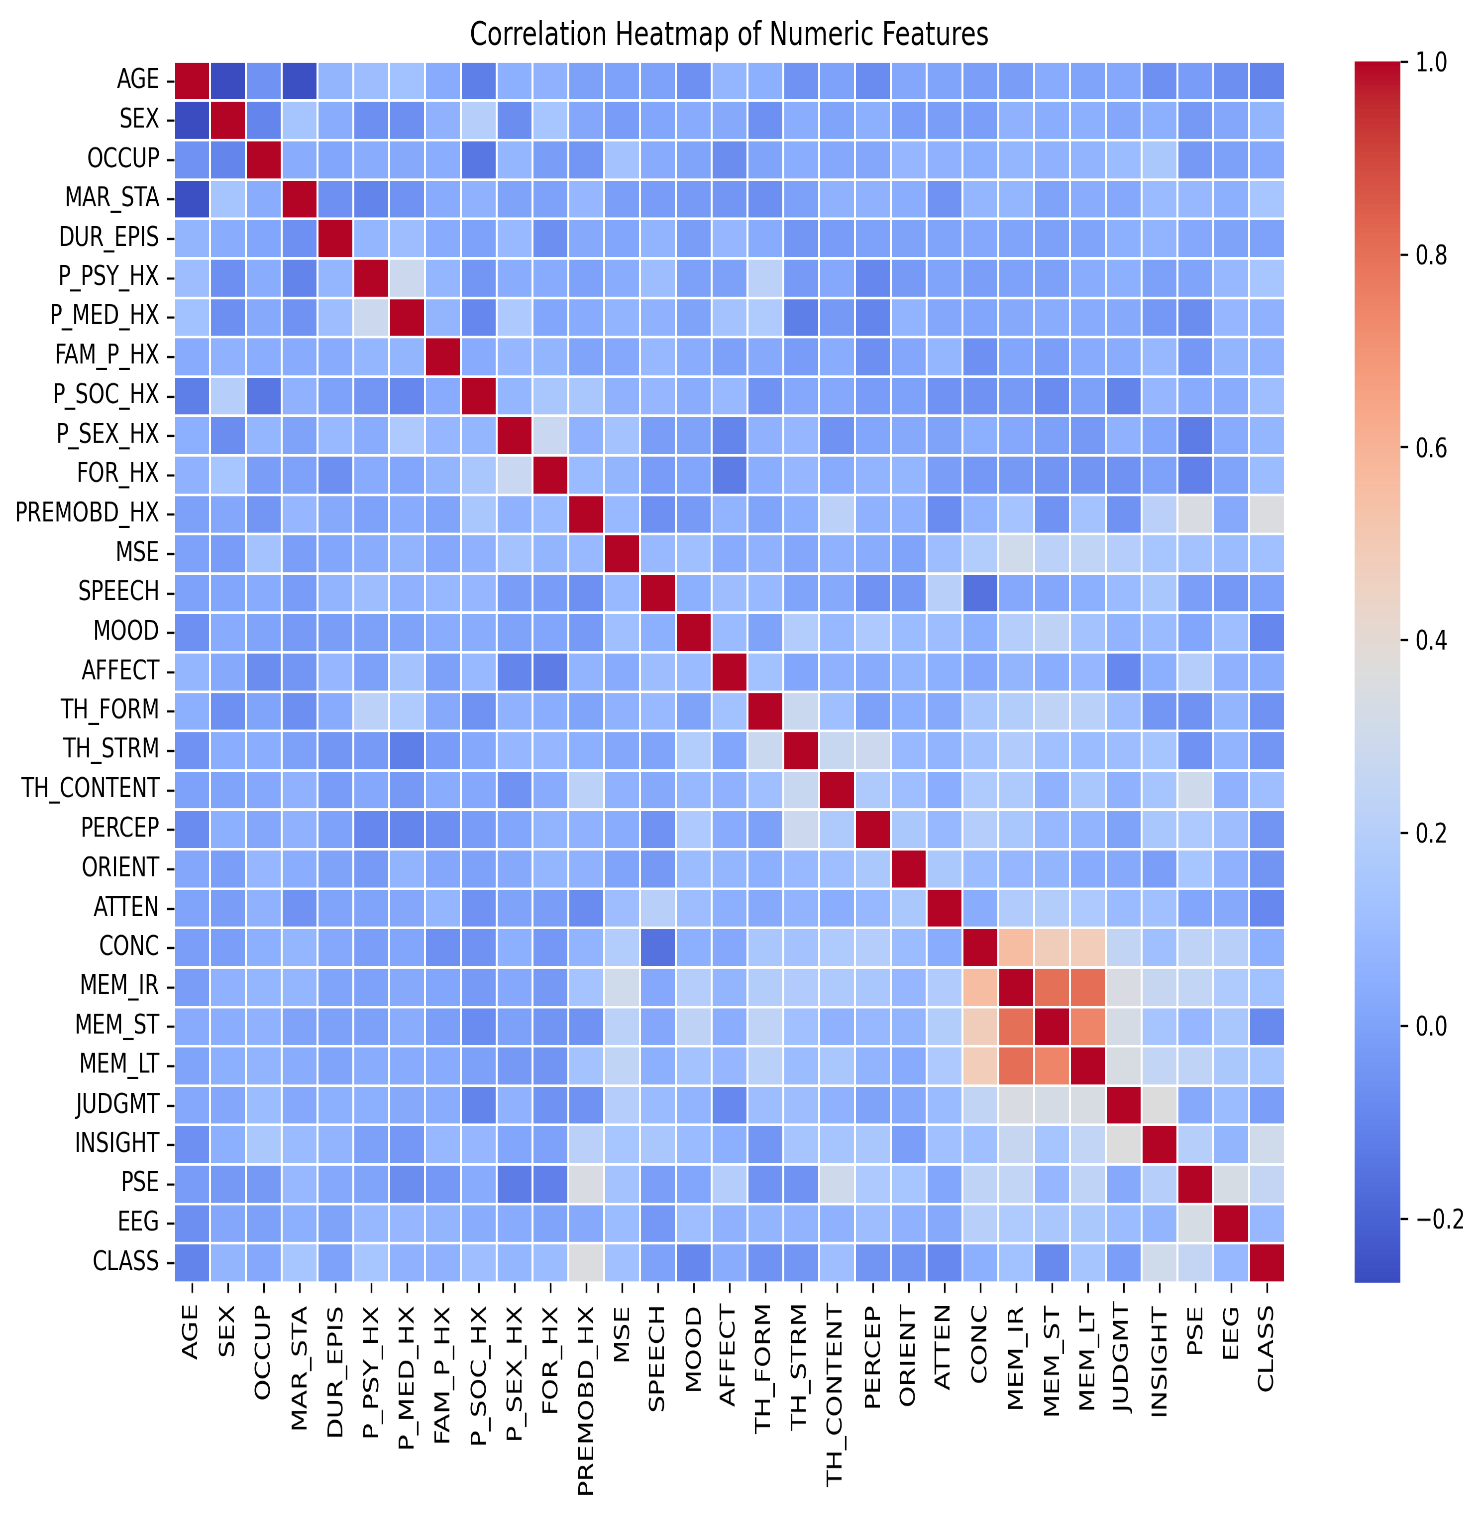 Correlation Heatmap of Numeric Features
AGE
SEX
OCCUP
MAR_STA
DUR_EPIS
P_PSY_HX
P_MED_HX
FAM_P_HX
P_SOC_HX
P_SEX_HX
FOR_HX
PREMOBD_HX
MSE
SPEECH
MOOD
AFFECT
TH_FORM
TH_STRM
TH_CONTENT
PERCEP
ORIENT
ATTEN
CONC
MEM_IR
MEM_ST
MEM_LT
JUDGMT
INSIGHT
PSE
EEG
CLASS
AGE
SEX
OCCUP
MAR_STA
DUR_EPIS
P_PSY_HX
P_MED_HX
FAM_P_HX
P_SOC_HX
P_SEX_HX
FOR_HX
PREMOBD_HX
MSE
SPEECH
MOOD
AFFECT
TH_FORM
TH_STRM
TH_CONTENT
PERCEP
ORIENT
ATTEN
CONC
MEM_IR
MEM_ST
MEM_LT
JUDGMT
INSIGHT
PSE
EEG
CLASS
1.0
0.8
0.6
0.4
0.2
0.0
−0.2